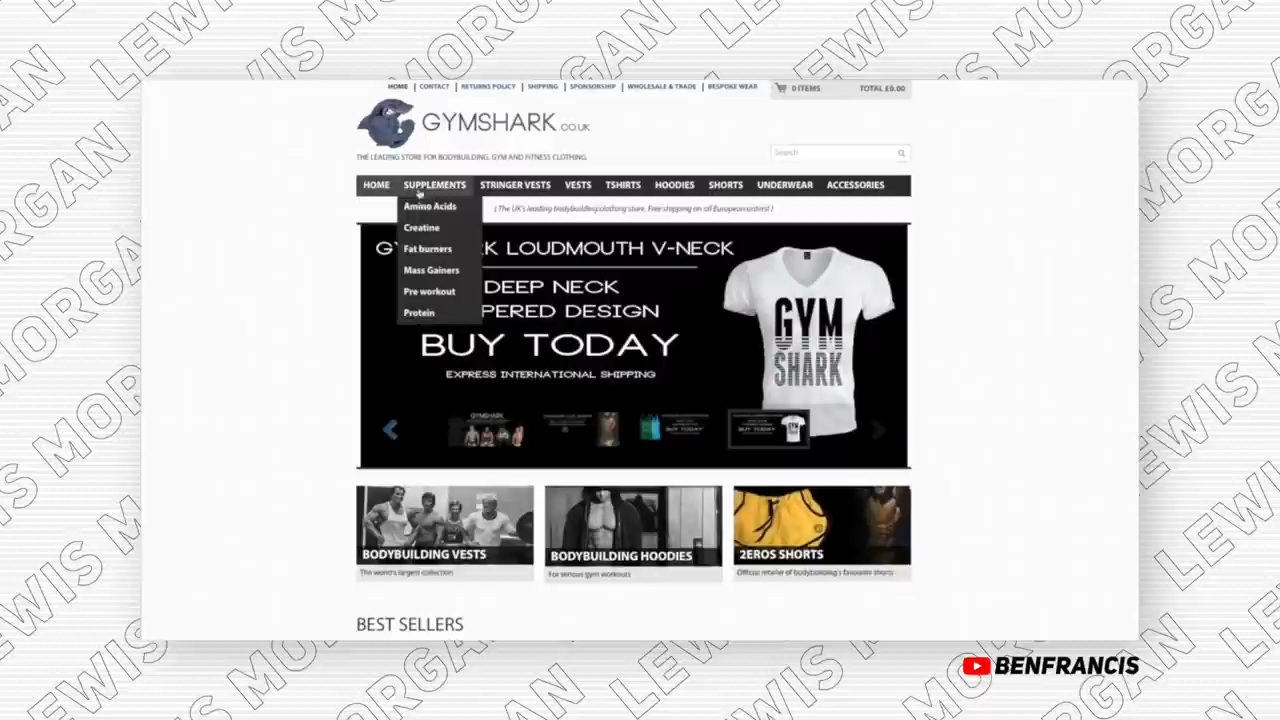 LEWIS MORGAN
HOME | CONTACT | RETURNS POLICY | SHIPPING | SPONSORSHIP | WHOLESALE & TRADE | BESPOKE WEAR
0 ITEMS TOTAL £0.00
GYMSHARK.CO.UK
THE LEADING STORE FOR BODYBUILDING, GYM AND FITNESS CLOTHING.
Search
HOME SUPPLEMENTS STRINGER VESTS VESTS TSHIRTS HOODIES SHORTS UNDERWEAR ACCESSORIES
Amino Acids
Creatine
Fat burners
Mass Gainers
Pre workout
Protein
( The UK's leading bodybuilding clothing store. Free shipping on all European orders! )
GY RK LOUDMOUTH V-NECK
DEEP NECK
PERED DESIGN
BUY TODAY
EXPRESS INTERNATIONAL SHIPPING
GYM
SHARK
GYMSHARK
BUY TODAY
BUY TODAY
BODYBUILDING VESTS
The world's largest collection
BODYBUILDING HOODIES
For serious gym workouts
2EROS SHORTS
Official retailer of bodybuilding's favourite shorts
BEST SELLERS
BENFRANCIS